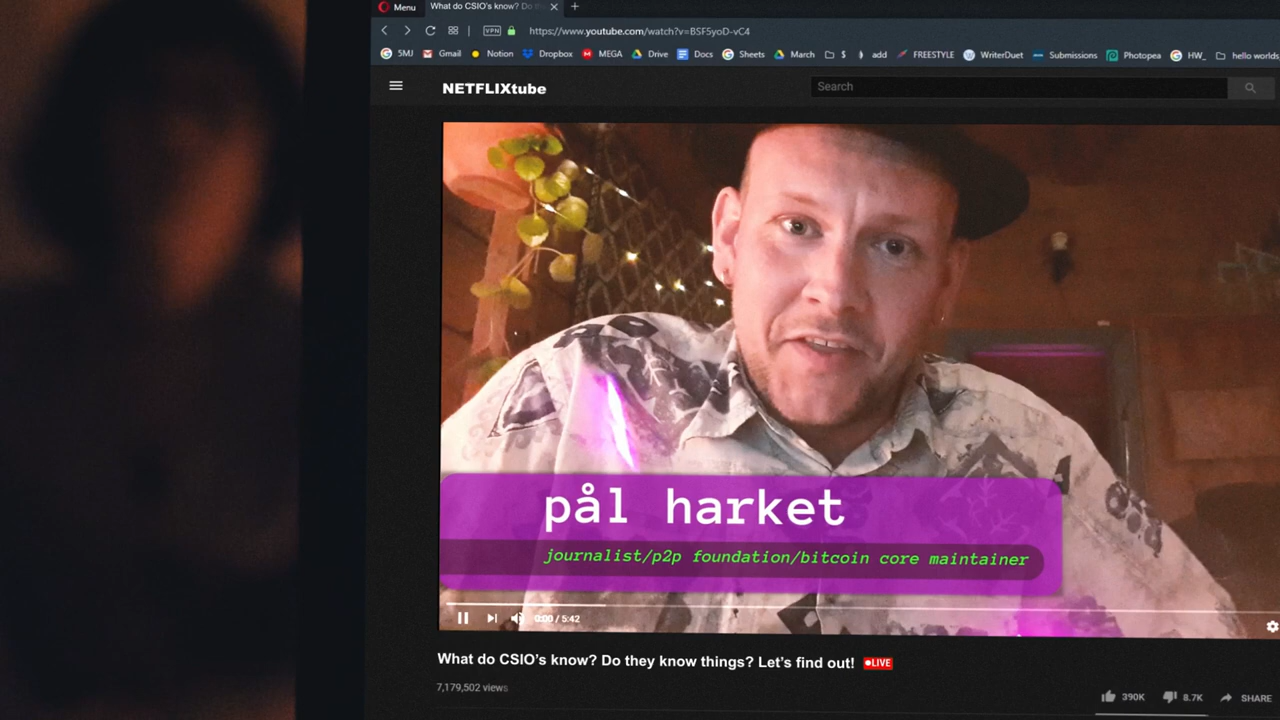 Menu
What do CSIO's know? Do
https://www.youtube.com/watch?v=BSF5yoD-vC4
VPN
5MJ Gmail Notion Dropbox MEGA Drive Docs Sheets March $ add FREESTYLE WriterDuet Submissions Photopea HW_ hello worlds
NETFLIXtube
Search
pål harket
journalist/p2p foundation/bitcoin core maintainer
0:00 / 5:42
What do CSIO's know? Do they know things? Let's find out! LIVE
7,179,502 views
390K 8.7K SHARE